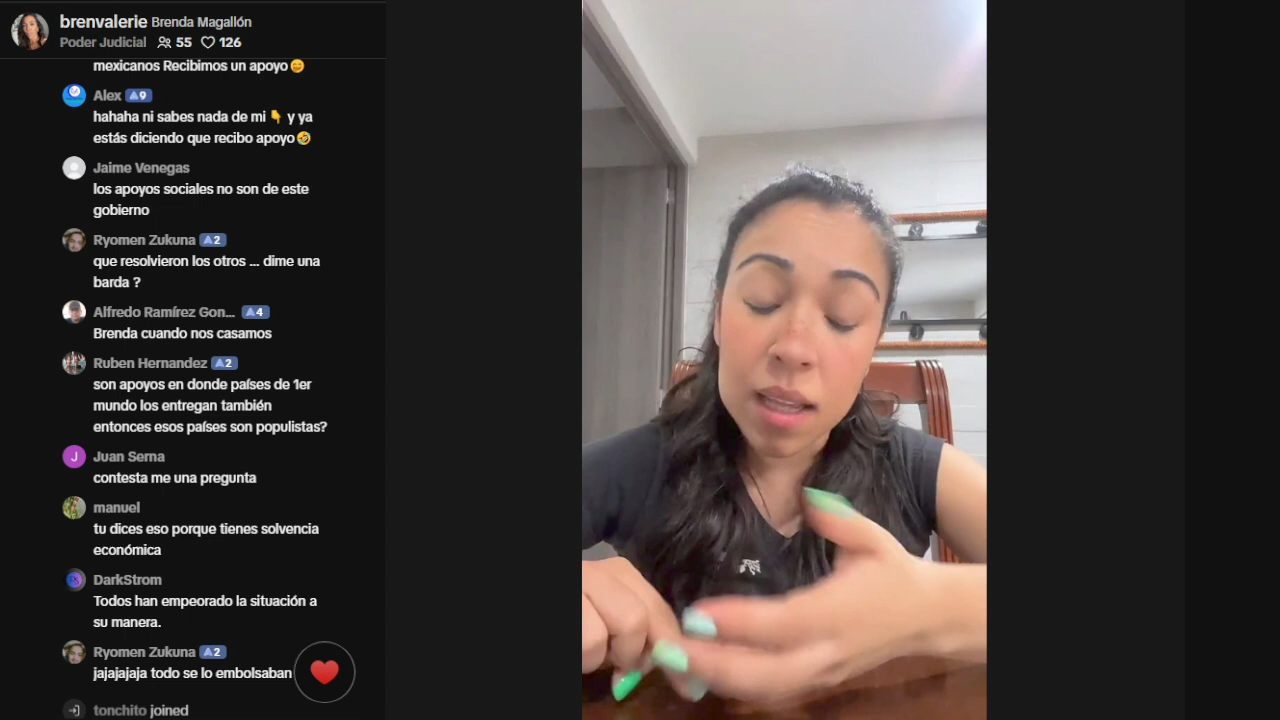 brenvalerie Brenda Magallón
Poder Judicial 55 126
mexicanos Recibimos un apoyo😊
Alex 9
hahaha ni sabes nada de mi 👇 y ya
estás diciendo que recibo apoyo🤣
Jaime Venegas
los apoyos sociales no son de este
gobierno
Ryomen Zukuna 2
que resolvieron los otros ... dime una
barda ?
Alfredo Ramírez Gon... 4
Brenda cuando nos casamos
Ruben Hernandez 2
son apoyos en donde países de 1er
mundo los entregan también
entonces esos países son populistas?
J Juan Serna
contesta me una pregunta
manuel
tu dices eso porque tienes solvencia
económica
DarkStrom
Todos han empeorado la situación a
su manera.
Ryomen Zukuna 2
jajajajaja todo se lo embolsaban
tonchito joined